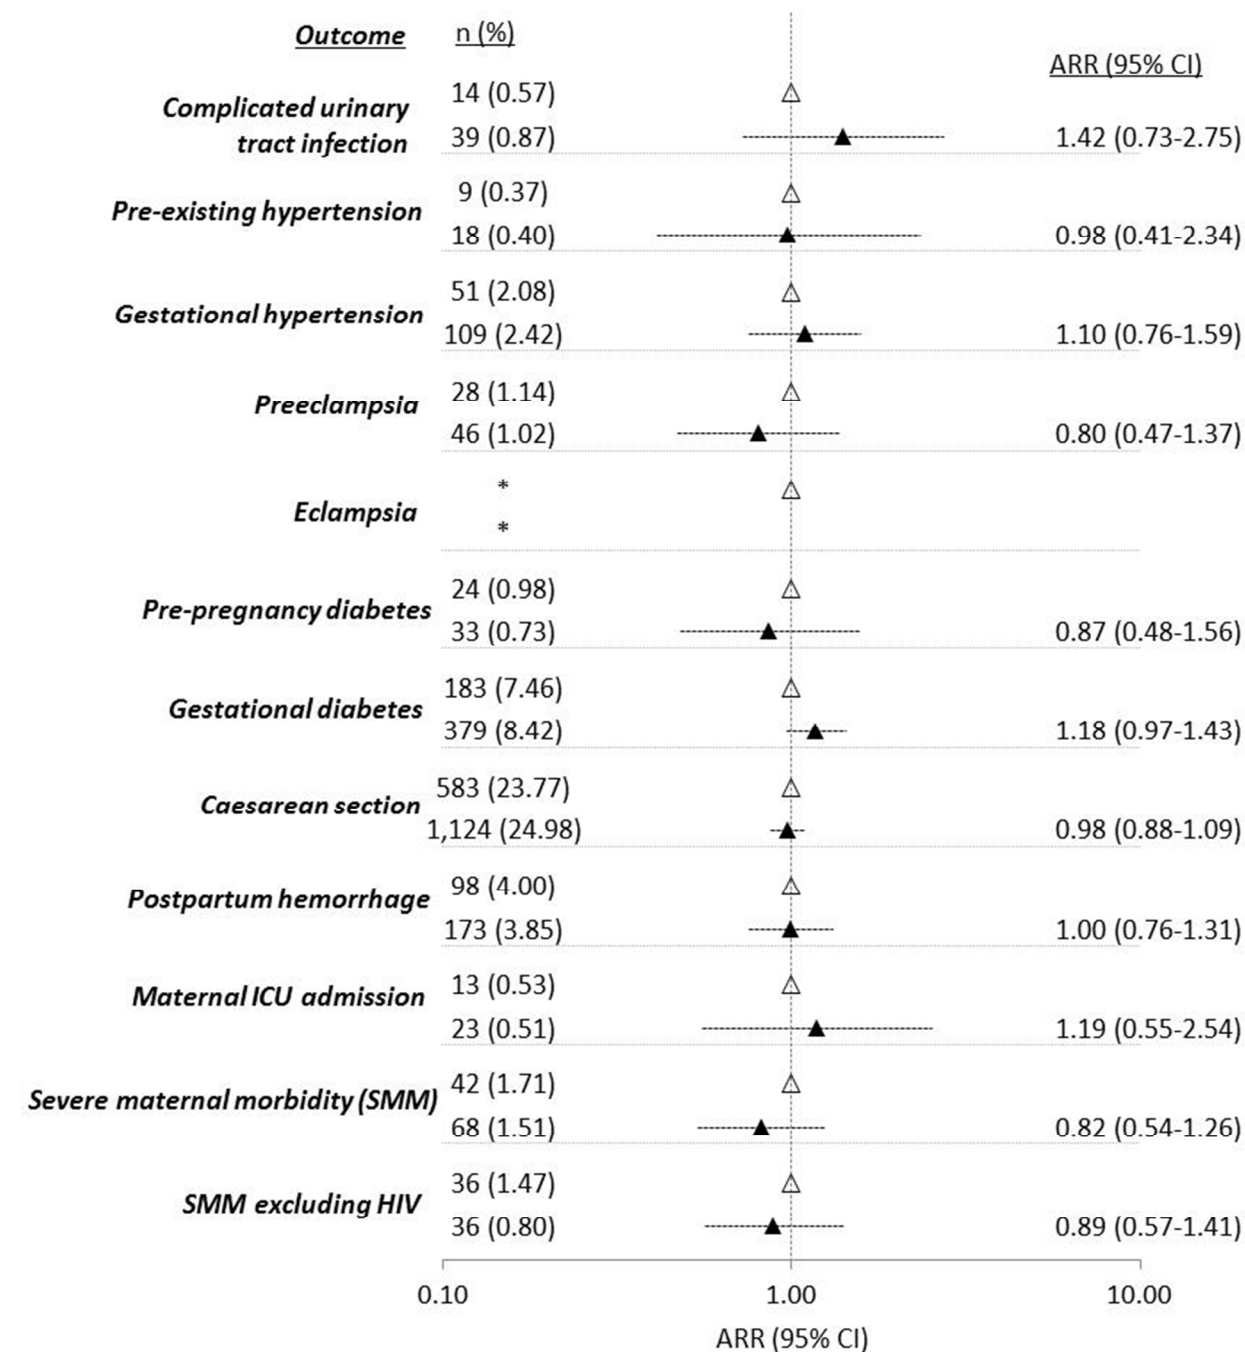 Outcome n (%)
ARR (95% CI)
Complicated urinary
tract infection
14 (0.57)
39 (0.87) 1.42 (0.73-2.75)
Pre-existing hypertension
9 (0.37)
18 (0.40) 0.98 (0.41-2.34)
Gestational hypertension
51 (2.08)
109 (2.42) 1.10 (0.76-1.59)
Preeclampsia
28 (1.14)
46 (1.02) 0.80 (0.47-1.37)
Eclampsia
*
*
Pre-pregnancy diabetes
24 (0.98)
33 (0.73) 0.87 (0.48-1.56)
Gestational diabetes
183 (7.46)
379 (8.42) 1.18 (0.97-1.43)
Caesarean section
583 (23.77)
1,124 (24.98) 0.98 (0.88-1.09)
Postpartum hemorrhage
98 (4.00)
173 (3.85) 1.00 (0.76-1.31)
Maternal ICU admission
13 (0.53)
23 (0.51) 1.19 (0.55-2.54)
Severe maternal morbidity (SMM)
42 (1.71)
68 (1.51) 0.82 (0.54-1.26)
SMM excluding HIV
36 (1.47)
36 (0.80) 0.89 (0.57-1.41)
0.10 1.00 10.00
ARR (95% CI)